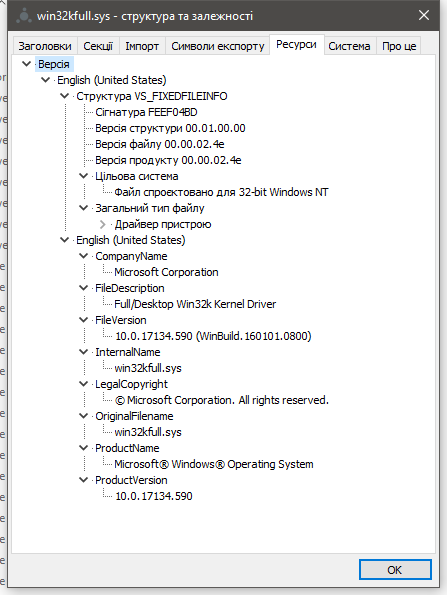 win32kfull.sys - структура та залежності
Заголовки Секції Імпорт Символи експорту Ресурси Система Про це
Версія
English (United States)
Структура VS_FIXEDFILEINFO
Сігнатура FEEF04BD
Версія структури 00.01.00.00
Версія файлу 00.00.02.4e
Версія продукту 00.00.02.4e
Цільова система
Файл спроєктовано для 32-bit Windows NT
Загальний тип файлу
Драйвер пристрою
English (United States)
CompanyName
Microsoft Corporation
FileDescription
Full/Desktop Win32k Kernel Driver
FileVersion
10.0.17134.590 (WinBuild.160101.0800)
InternalName
win32kfull.sys
LegalCopyright
© Microsoft Corporation. All rights reserved.
OriginalFilename
win32kfull.sys
ProductName
Microsoft® Windows® Operating System
ProductVersion
10.0.17134.590
OK